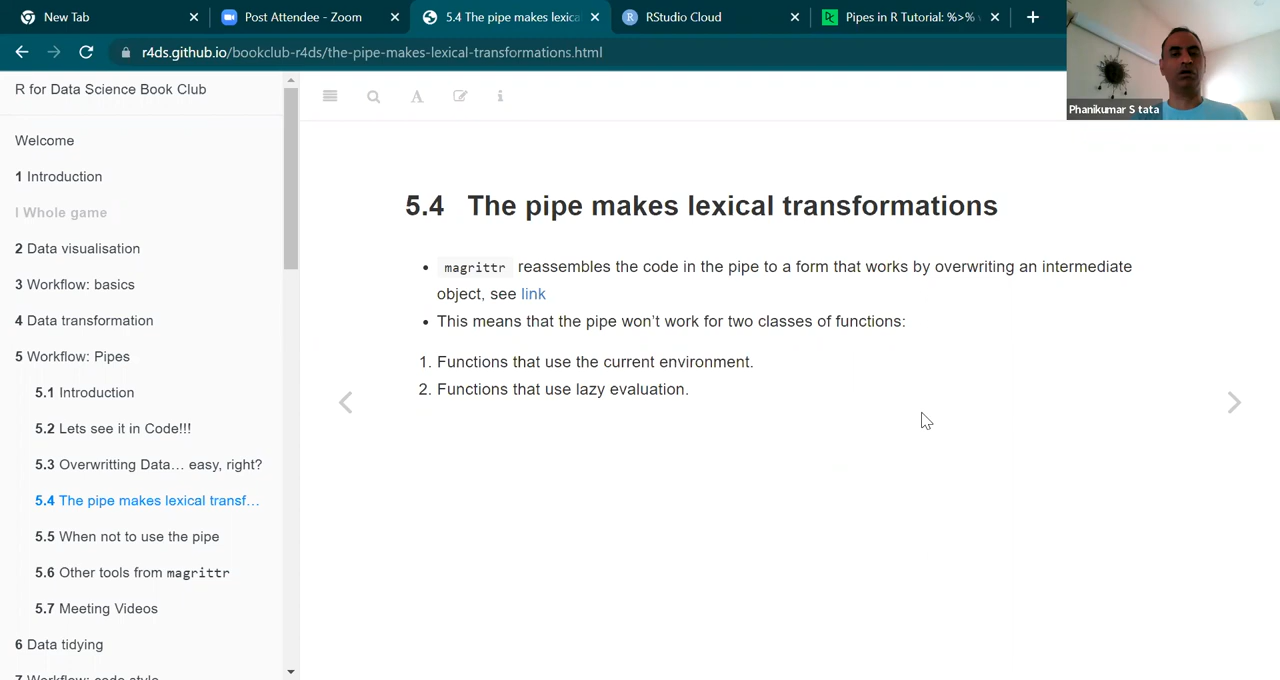 New Tab
Post Attendee - Zoom
5.4 The pipe makes lexica
RStudio Cloud
Pipes in R Tutorial: %>%
r4ds.github.io/bookclub-r4ds/the-pipe-makes-lexical-transformations.html
Phanikumar S tata
R for Data Science Book Club
Welcome
1 Introduction
I Whole game
2 Data visualisation
3 Workflow: basics
4 Data transformation
5 Workflow: Pipes
5.1 Introduction
5.2 Lets see it in Code!!!
5.3 Overwritting Data… easy, right?
5.4 The pipe makes lexical transf…
5.5 When not to use the pipe
5.6 Other tools from magrittr
5.7 Meeting Videos
6 Data tidying
7 Workflow: code style
5.4 The pipe makes lexical transformations
• magrittr reassembles the code in the pipe to a form that works by overwriting an intermediate
object, see link
• This means that the pipe won't work for two classes of functions:
1. Functions that use the current environment.
2. Functions that use lazy evaluation.